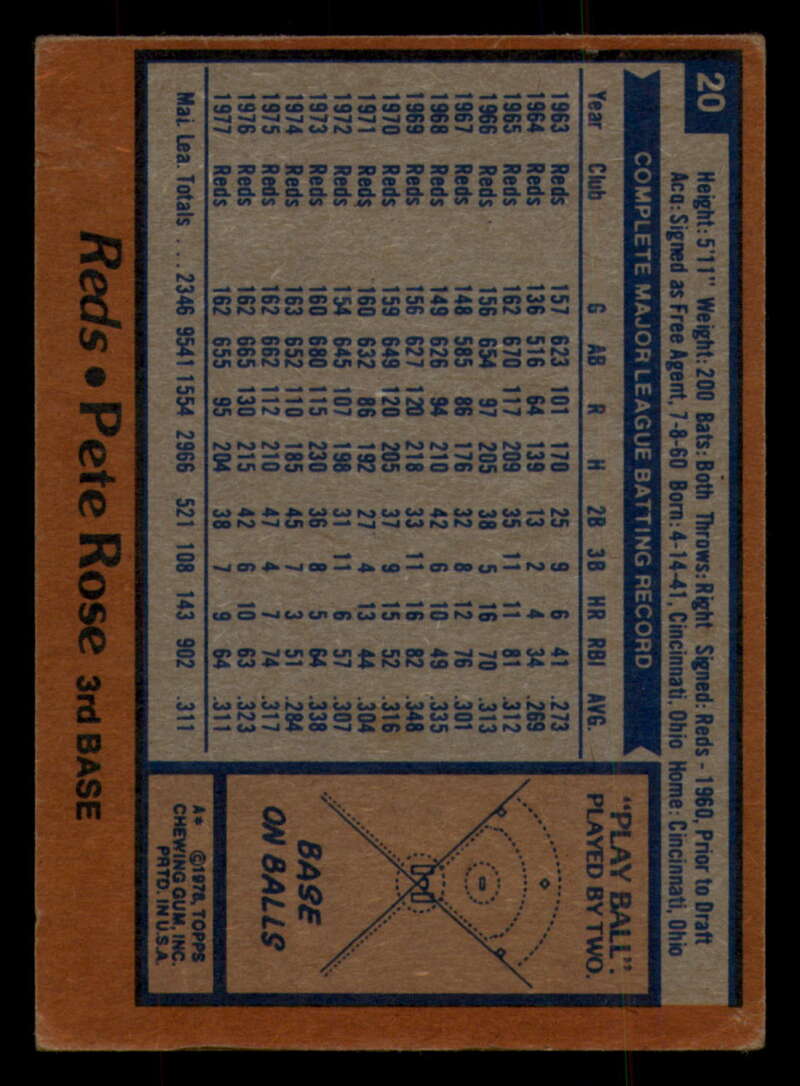 20
Height: 5'11" Weight: 200 Bats: Both Throws: Right Signed: Reds - 1960, Prior to Draft
Acq: Signed as Free Agent, 7-8-60 Born: 4-14-41, Cincinnati, Ohio Home: Cincinnati, Ohio
COMPLETE MAJOR LEAGUE BATTING RECORD
Year Club G AB R H 2B 3B HR RBI AVG.
1963 Reds 157 623 101 170 25 9 6 41 .273
1964 Reds 136 516 64 139 13 2 4 34 .269
1965 Reds 162 670 117 209 35 11 11 81 .312
1966 Reds 156 654 97 205 38 5 16 70 .313
1967 Reds 148 585 86 176 32 8 12 76 .301
1968 Reds 149 626 94 210 42 6 10 49 .335
1969 Reds 156 627 120 218 33 11 16 82 .348
1970 Reds 159 649 120 205 37 9 15 52 .316
1971 Reds 160 632 86 192 27 4 13 44 .304
1972 Reds 154 645 107 198 31 11 6 57 .307
1973 Reds 160 680 115 230 36 8 5 64 .338
1974 Reds 163 652 110 185 45 7 3 51 .284
1975 Reds 162 662 112 210 47 4 7 74 .317
1976 Reds 162 665 130 215 42 6 10 63 .323
1977 Reds 162 655 95 204 38 7 9 64 .311
Maj. Lea. Totals ... 2346 9541 1554 2966 521 108 143 902 .311
"PLAY BALL".
PLAYED BY TWO.
BASE
ON BALLS
A* ©1978, TOPPS
CHEWING GUM, INC.
PRTD. IN U.S.A.
Reds • Pete Rose 3rd BASE